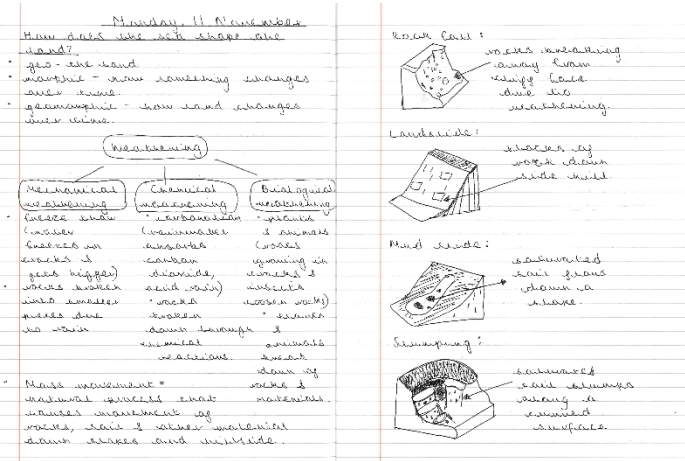 Monday, 11 November
How does the sea shape the
land?
• geo - the land
• morphic - how something changes
over time.
• geomorphic - how land changes
over time.
Weathering
Mechanical
weathering
• freeze thaw
(water
freezes in
cracks &
gets bigger)
• rocks broken
into smaller
pieces due
to rain
Chemical
weathering
• carbonation
(rainwater
absorbs
carbon
dioxide,
acid rain)
• rocks
broken
down through
chemical
reactions.
Biological
weathering
• plants
& animals
(roots
growing in
cracks &
insects
loosen rocks)
&
animals
break
down of
rocks &
materials.
• Mass movement =
natural process that
causes movement of
rocks, soil & other material
down slopes and hillside.
Rock fall:
rocks breaking
away from
cliff face
due to
weathering.
Landslide:
blocks of
rock down
side hill
Mud slide:
saturated
soil flows
down a
slope.
Slumping:
saturated
soil slumps
along a
curved
surface.